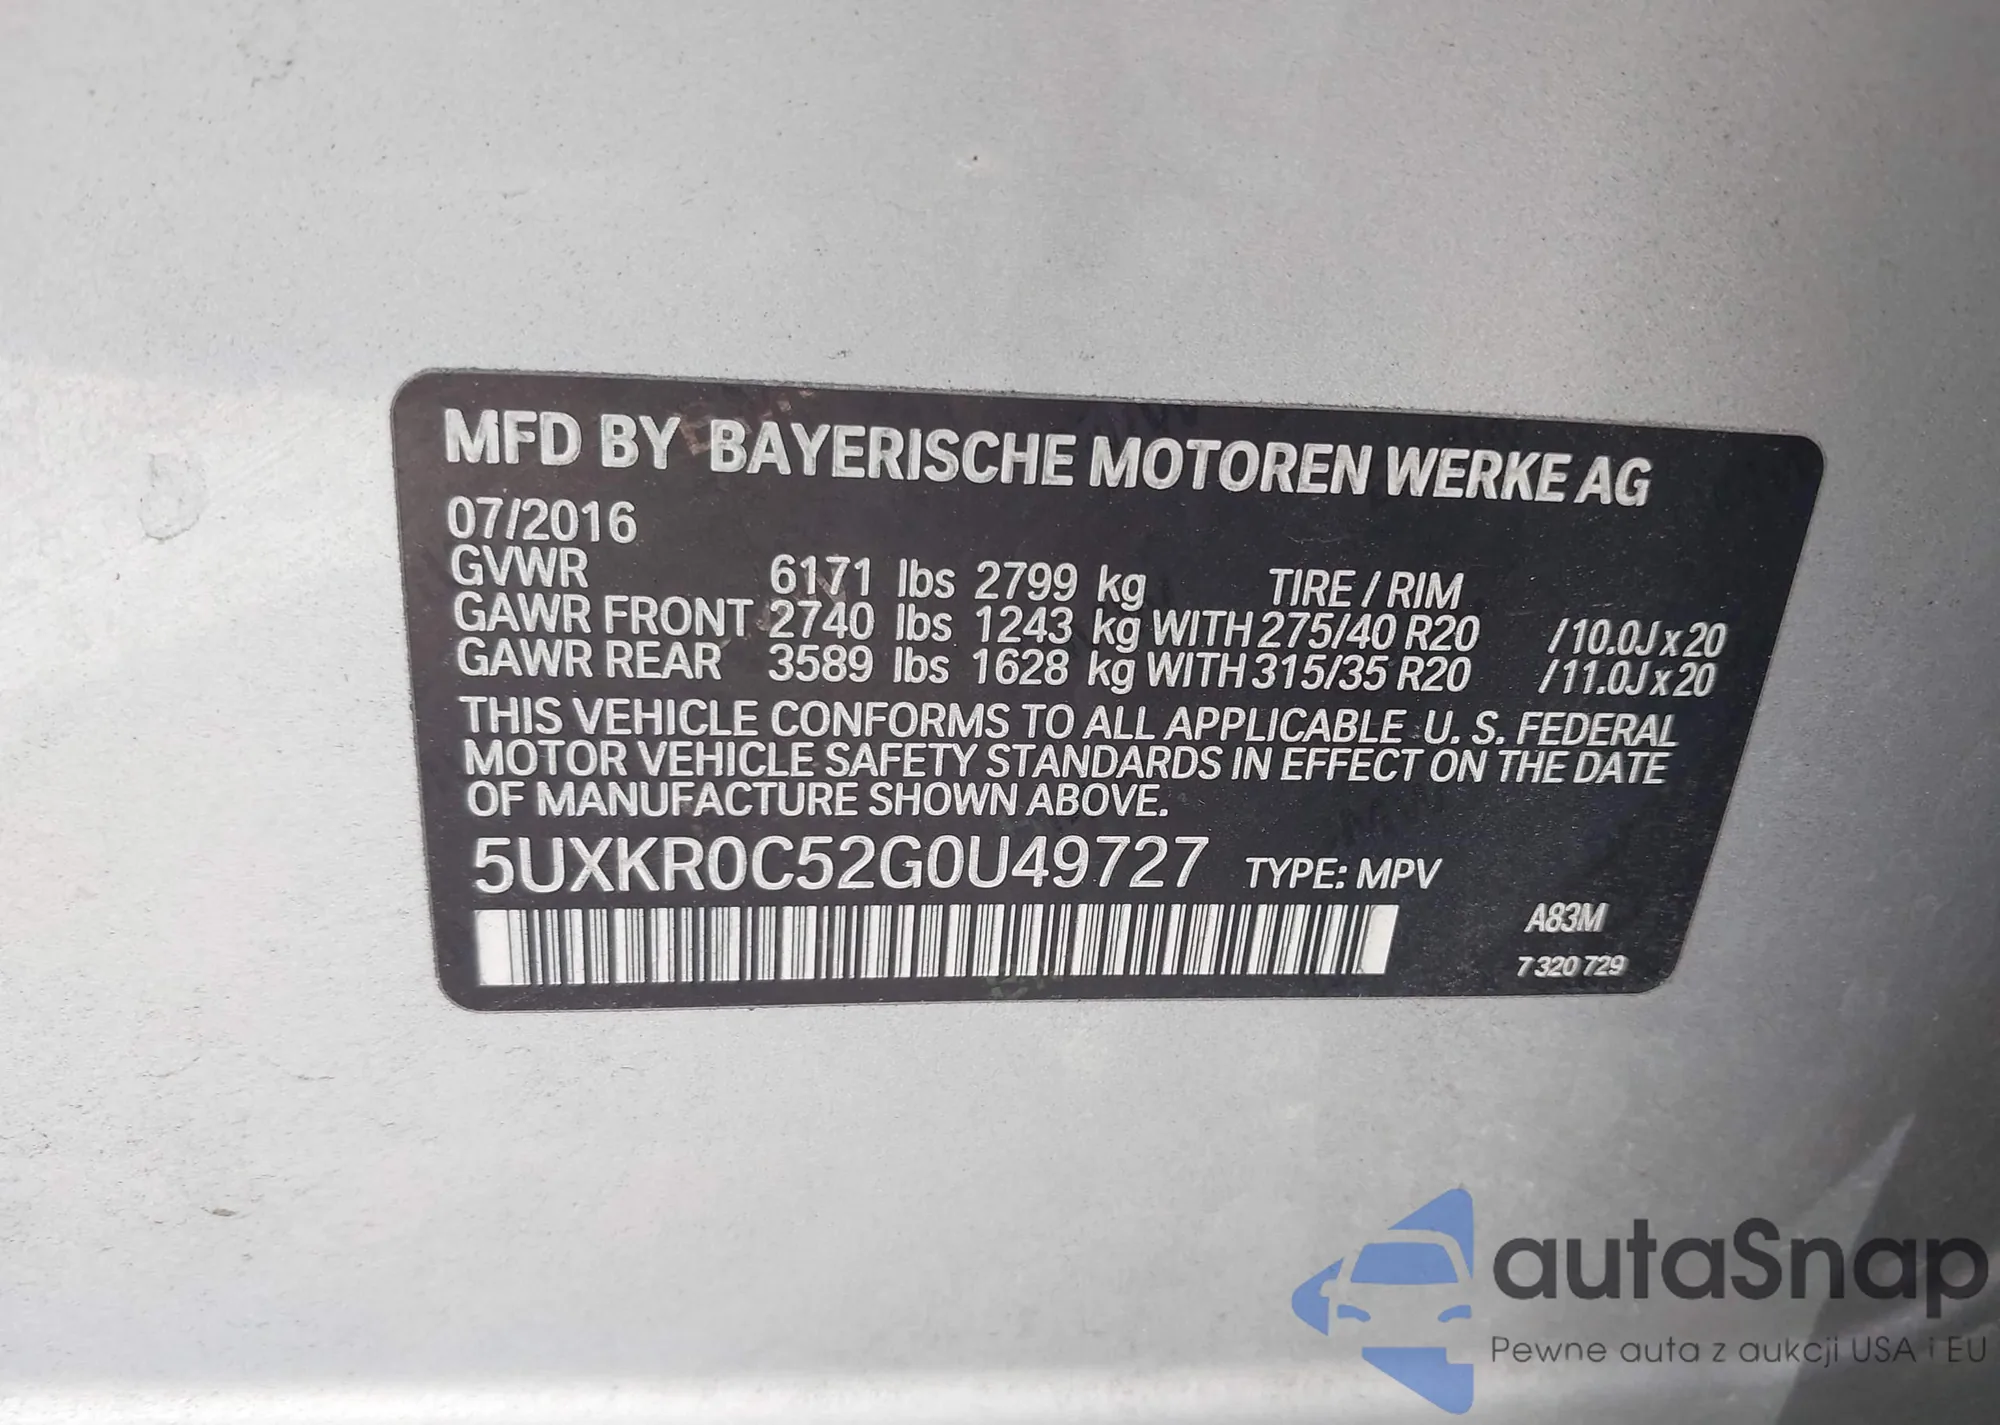 MFD BY BAYERISCHE MOTOREN WERKE AG
07/2016
GVWR 6171 lbs 2799 kg TIRE / RIM
GAWR FRONT 2740 lbs 1243 kg WITH 275/40 R20 /10.0J x 20
GAWR REAR 3589 lbs 1628 kg WITH 315/35 R20 /11.0J x 20
THIS VEHICLE CONFORMS TO ALL APPLICABLE U. S. FEDERAL
MOTOR VEHICLE SAFETY STANDARDS IN EFFECT ON THE DATE
OF MANUFACTURE SHOWN ABOVE.
5UXKR0C52G0U49727 TYPE: MPV
A83M
7 320 729
autaSnap
Pewne auta z aukcji USA i EU